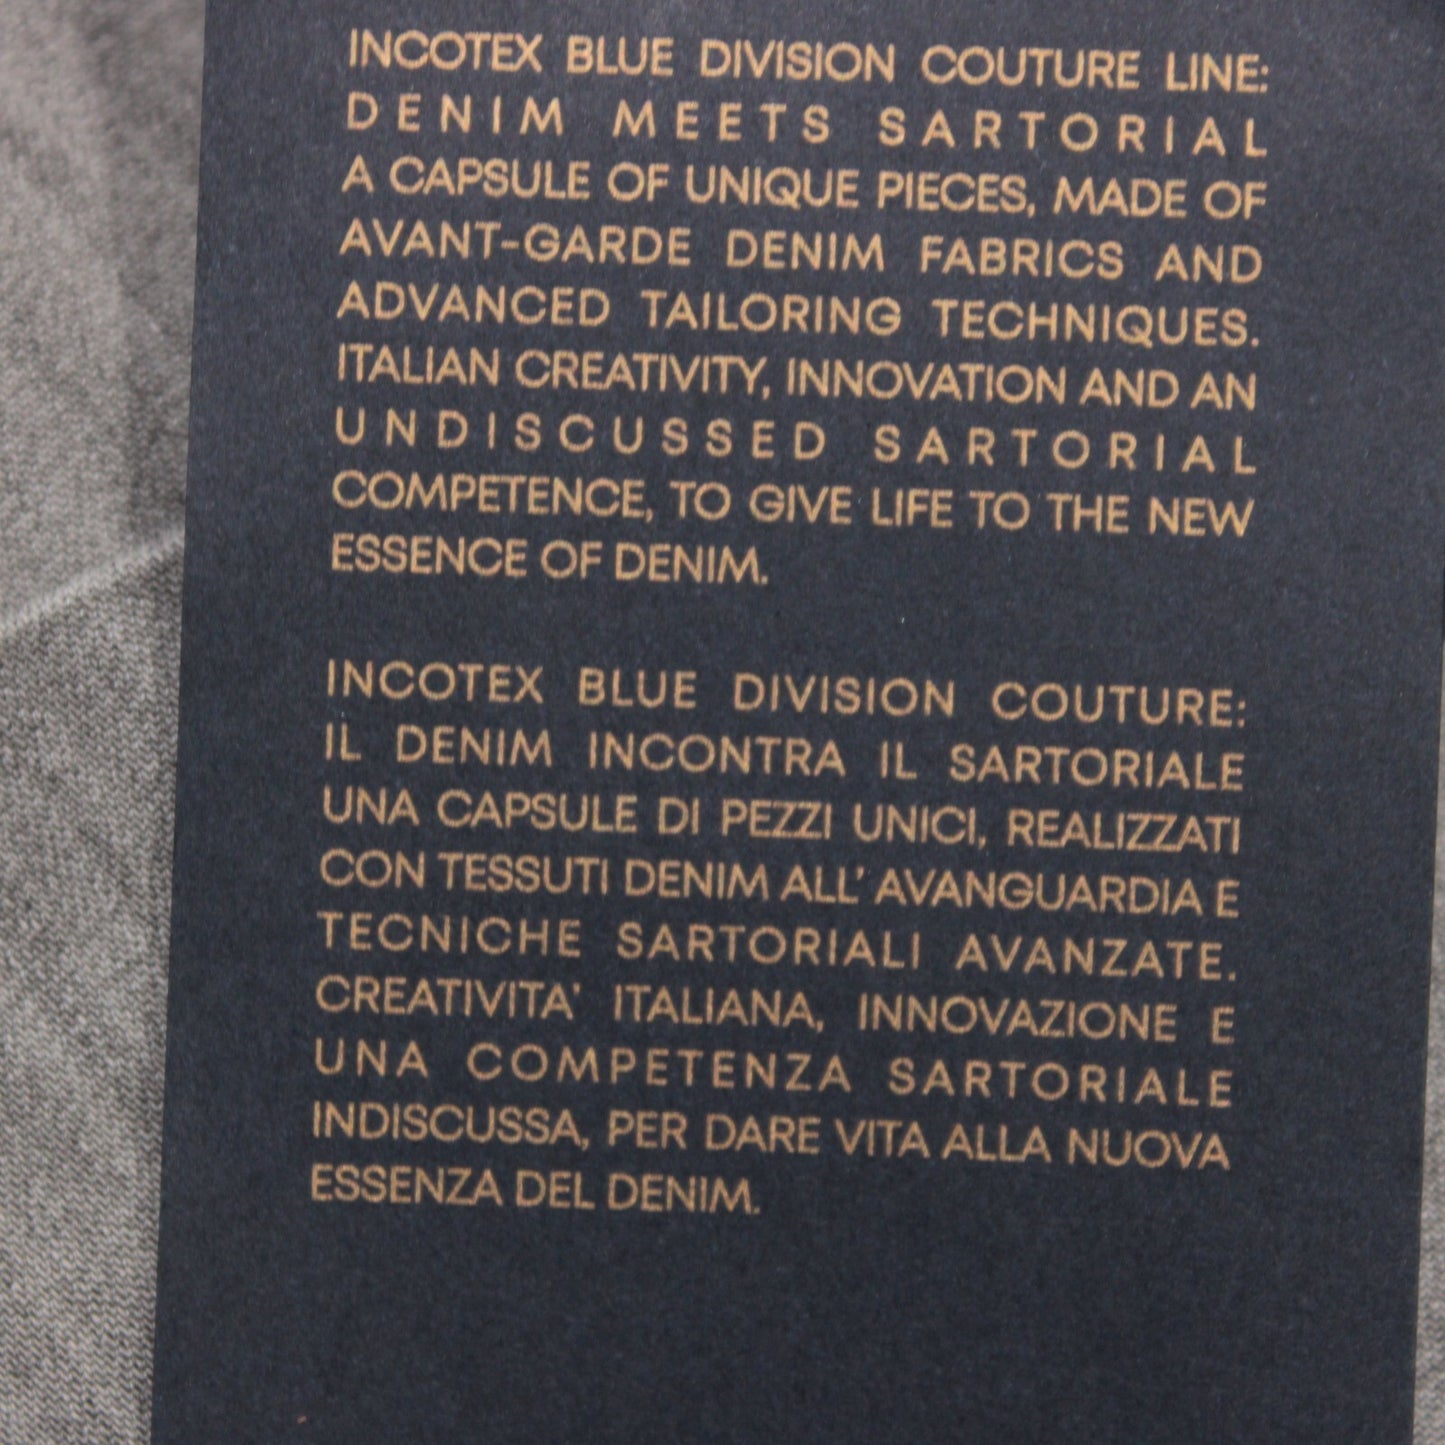 INCOTEX BLUE DIVISION COUTURE LINE:
DENIM MEETS SARTORIAL
A CAPSULE OF UNIQUE PIECES, MADE OF
AVANT-GARDE DENIM FABRICS AND
ADVANCED TAILORING TECHNIQUES.
ITALIAN CREATIVITY, INNOVATION AND AN
UNDISCUSSED SARTORIAL
COMPETENCE, TO GIVE LIFE TO THE NEW
ESSENCE OF DENIM.
INCOTEX BLUE DIVISION COUTURE:
IL DENIM INCONTRA IL SARTORIALE
UNA CAPSULE DI PEZZI UNICI, REALIZZATI
CON TESSUTI DENIM ALL' AVANGUARDIA E
TECNICHE SARTORIALI AVANZATE.
CREATIVITA' ITALIANA, INNOVAZIONE E
UNA COMPETENZA SARTORIALE
INDISCUSSA, PER DARE VITA ALLA NUOVA
ESSENZA DEL DENIM.